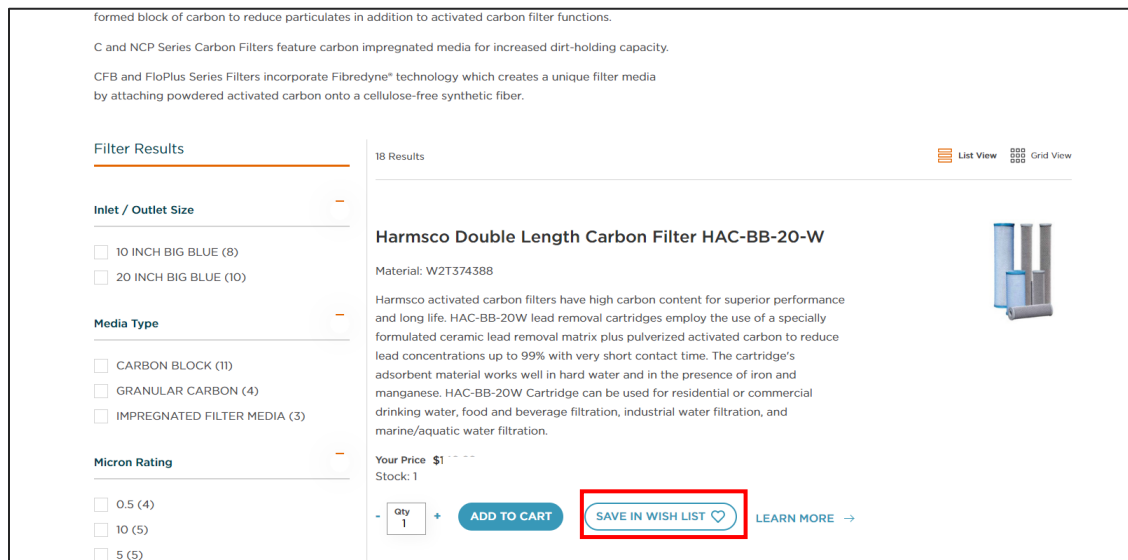 formed block of carbon to reduce particulates in addition to activated carbon filter functions.
C and NCP Series Carbon Filters feature carbon impregnated media for increased dirt-holding capacity.
CFB and FloPlus Series Filters incorporate Fibredyne® technology which creates a unique filter media
by attaching powdered activated carbon onto a cellulose-free synthetic fiber.
Filter Results
18 Results
List View
Grid View
Inlet / Outlet Size
10 INCH BIG BLUE (8)
20 INCH BIG BLUE (10)
Media Type
CARBON BLOCK (11)
GRANULAR CARBON (4)
IMPREGNATED FILTER MEDIA (3)
Micron Rating
0.5 (4)
10 (5)
5 (5)
Harmsco Double Length Carbon Filter HAC-BB-20-W
Material: W2T374388
Harmsco activated carbon filters have high carbon content for superior performance
and long life. HAC-BB-20W lead removal cartridges employ the use of a specially
formulated ceramic lead removal matrix plus pulverized activated carbon to reduce
lead concentrations up to 99% with very short contact time. The cartridge's
adsorbent material works well in hard water and in the presence of iron and
manganese. HAC-BB-20W Cartridge can be used for residential or commercial
drinking water, food and beverage filtration, industrial water filtration, and
marine/aquatic water filtration.
Your Price $1
Stock: 1
- Qty 1 +
ADD TO CART
SAVE IN WISH LIST
LEARN MORE →